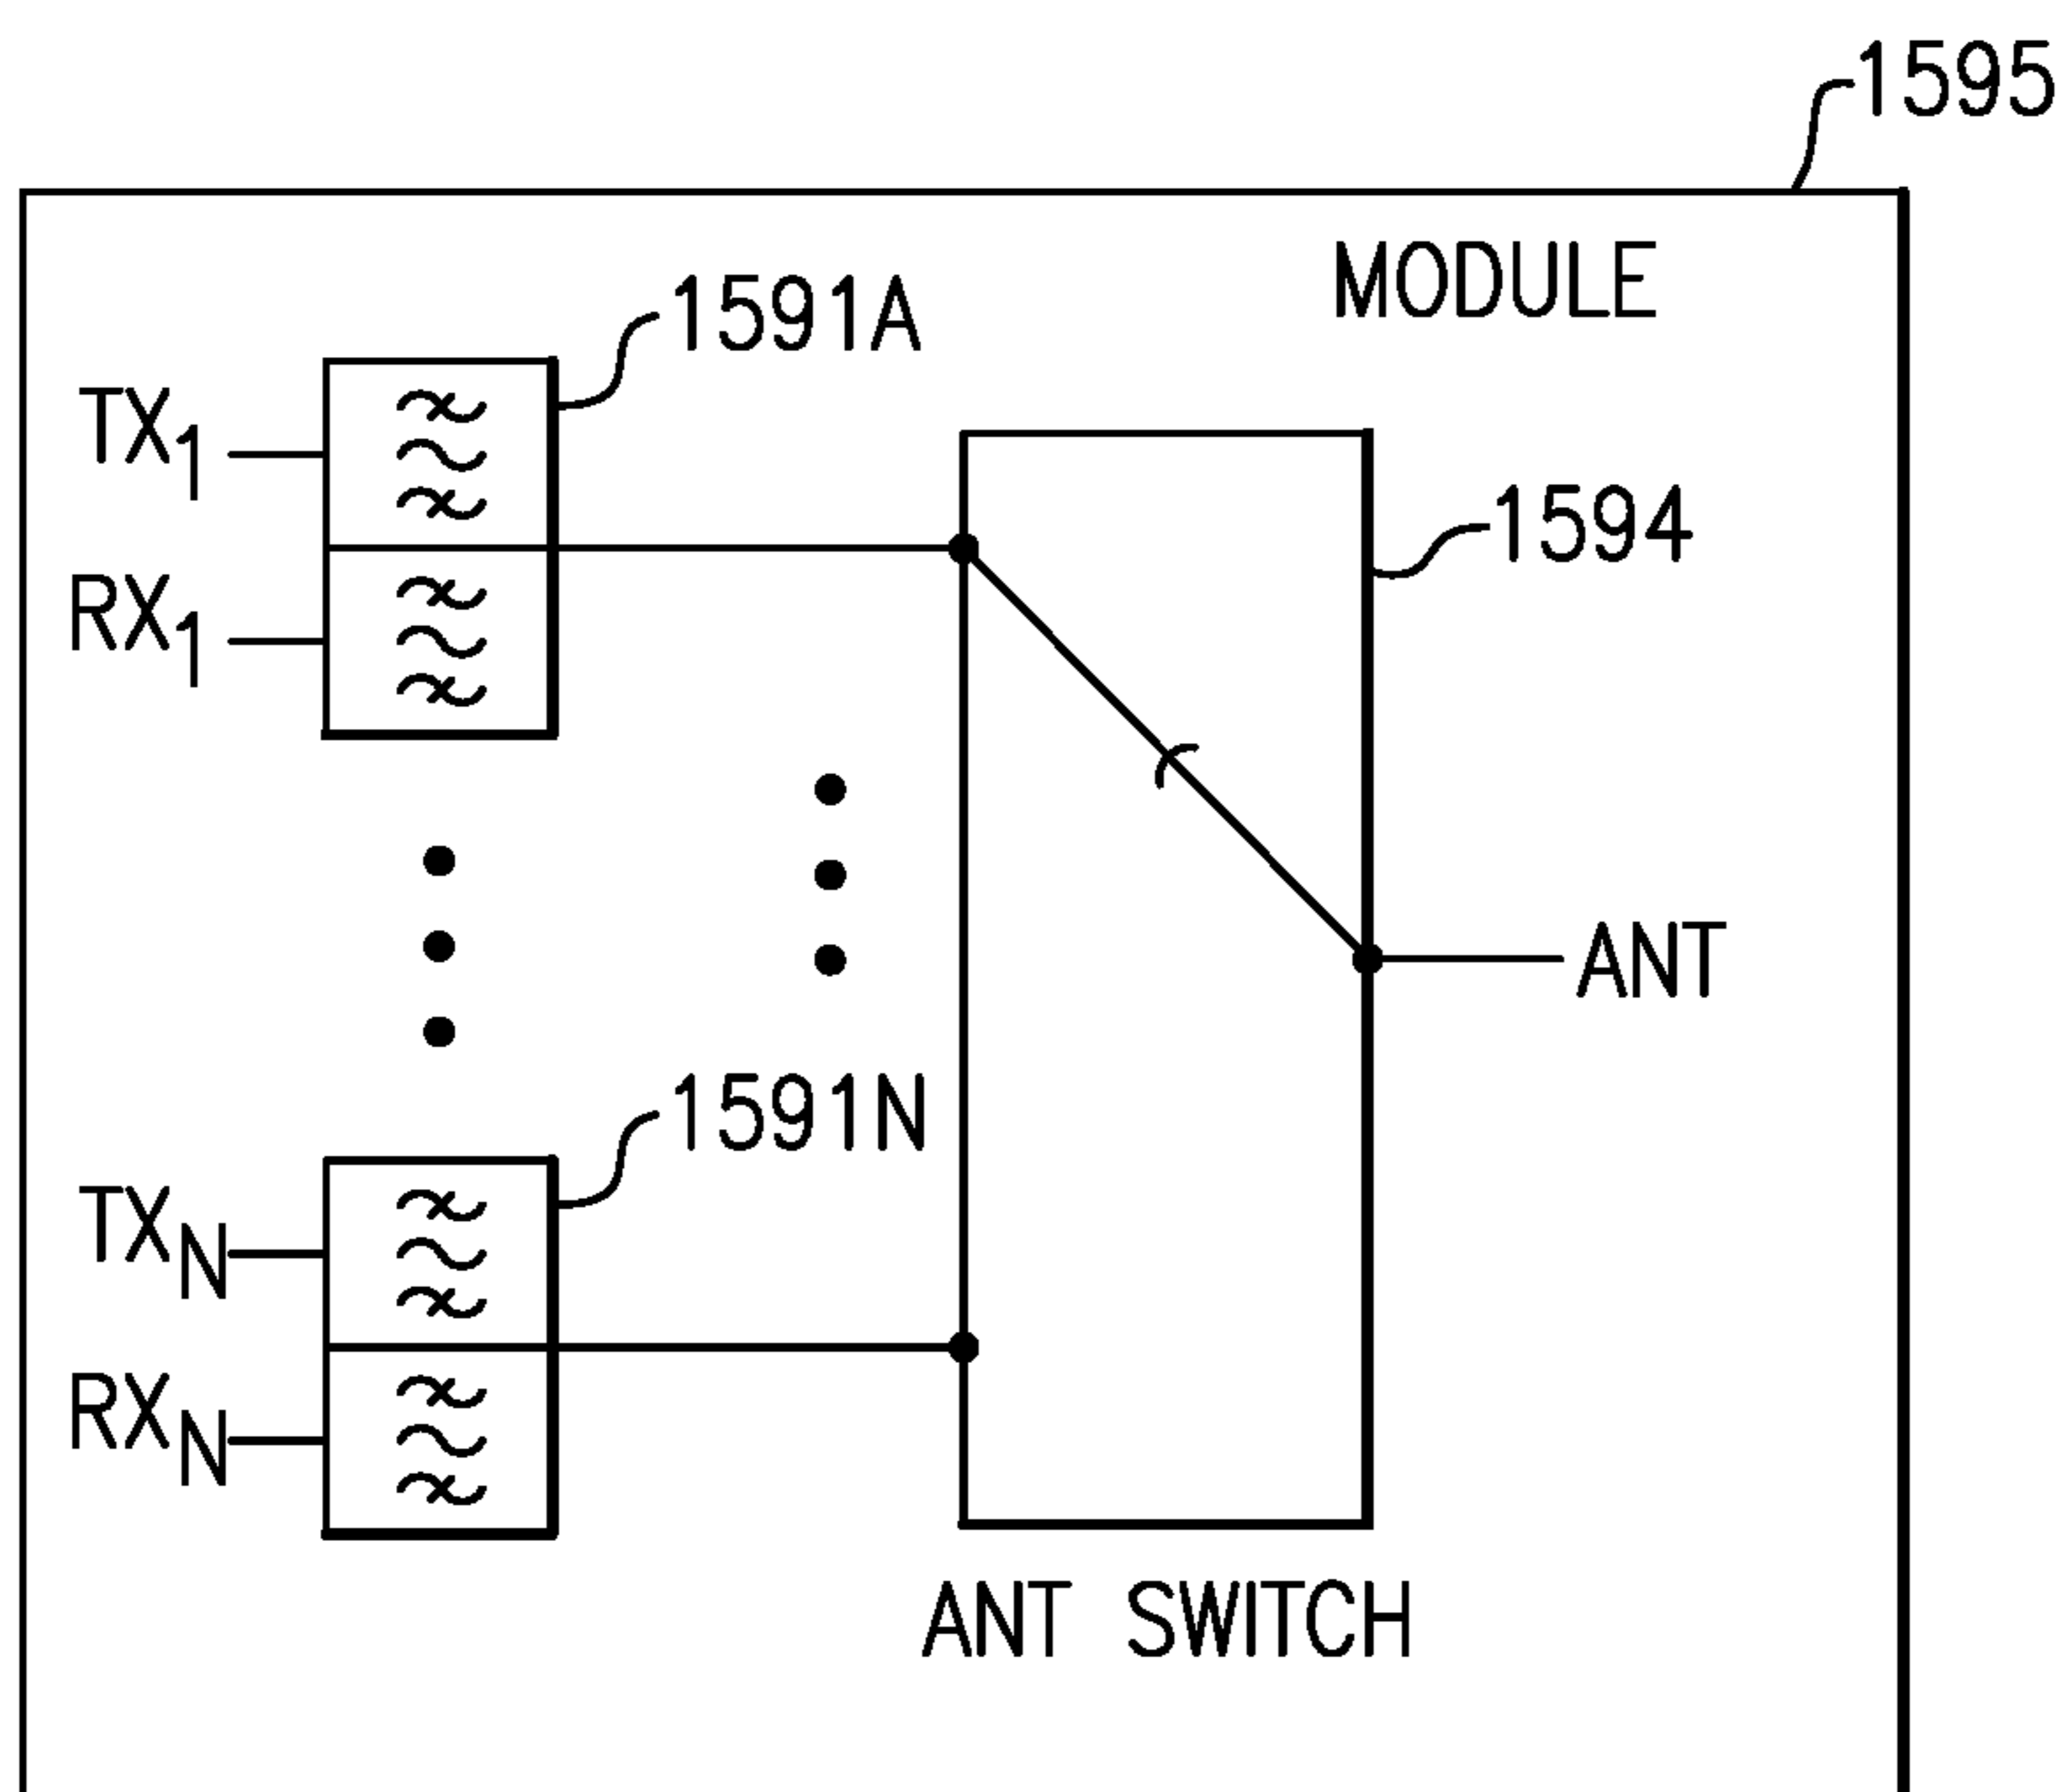 1595
MODULE
1591A
TX1
RX1
1594
ANT
1591N
TXN
RXN
ANT SWITCH